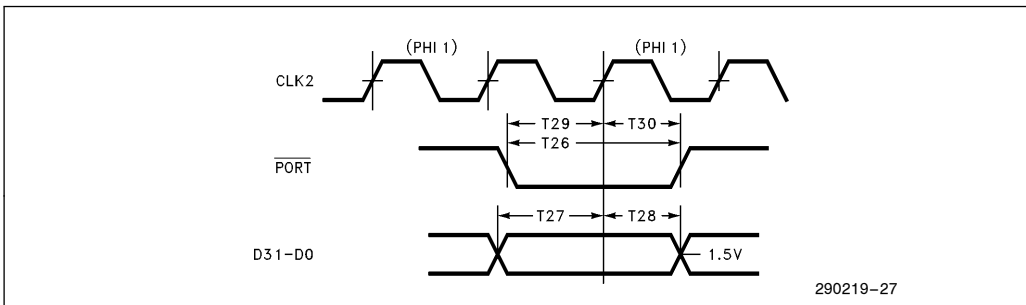 (PHI 1) (PHI 1)
CLK2
T29 T30
T26
PORT
T27 T28
D31-D0 1.5V
290219-27